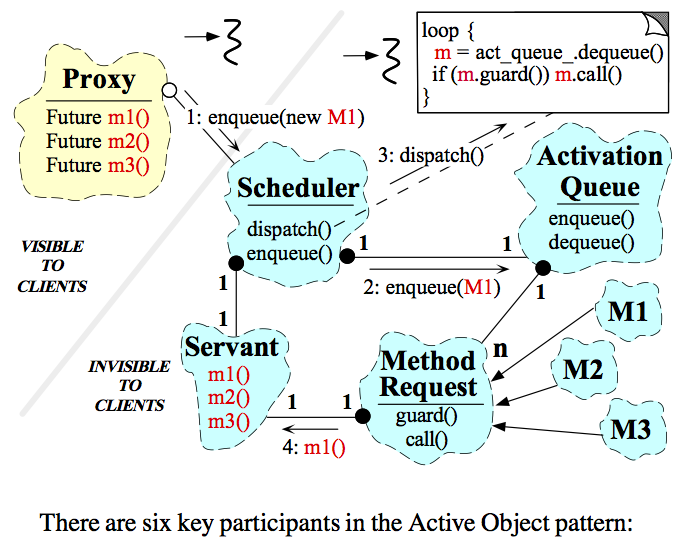 loop {
m = act_queue_.dequeue()
if (m.guard()) m.call()
}
Proxy
Future m1()
Future m2()
Future m3()
1: enqueue(new M1)
3: dispatch()
Scheduler
dispatch()
enqueue()
Activation
Queue
enqueue()
dequeue()
VISIBLE
TO
CLIENTS
1
1
2: enqueue(M1)
1
1
1
n
M1
M2
M3
INVISIBLE
TO
CLIENTS
Servant
m1()
m2()
m3()
Method
Request
guard()
call()
1
1
4: m1()
There are six key participants in the Active Object pattern: